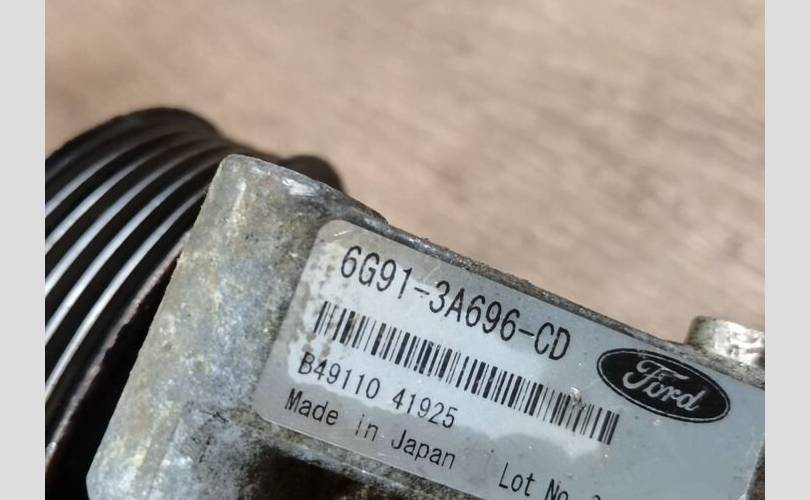 6G91-3A696-CD
Ford
B49110 41925
Made in Japan
Lot No.